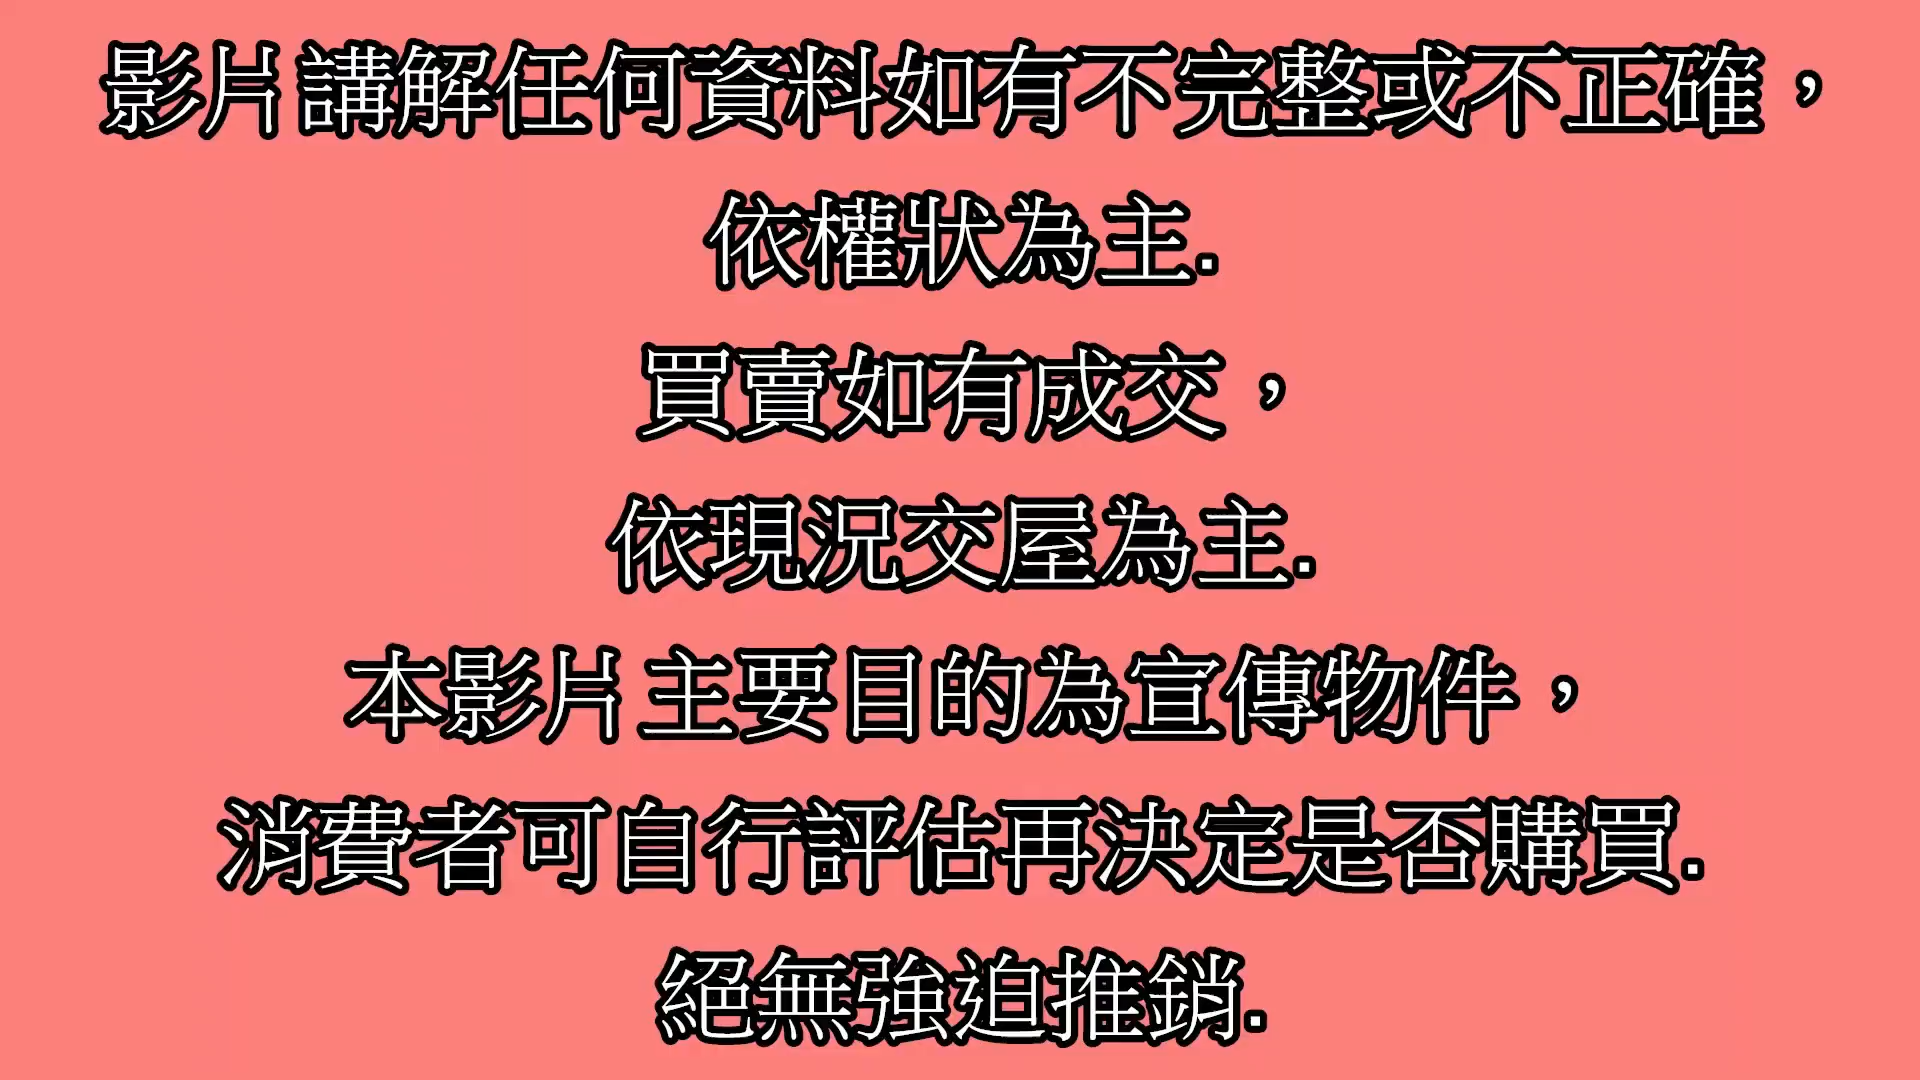 影片講解任何資料如有不完整或不正確，
依權狀為主.
買賣如有成交，
依現況交屋為主.
本影片主要目的為宣傳物件，
消費者可自行評估再決定是否購買.
絕無強迫推銷.